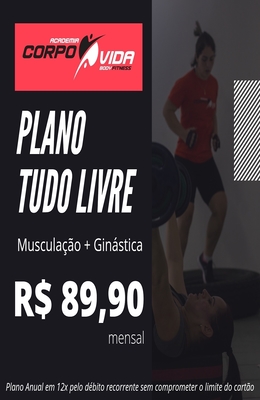 ACADEMIA
CORPO VIDA
BODY FITNESS
PLANO
TUDO LIVRE
Musculação + Ginástica
R$ 89,90
mensal
Plano Anual em 12x pelo débito recorrente sem comprometer o limite do cartão